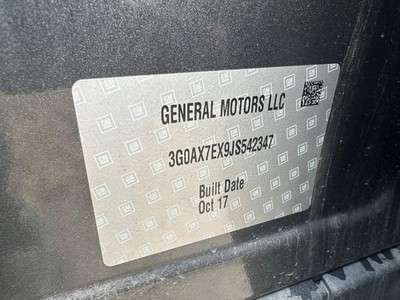 GENERAL MOTORS LLC
3G0AX7EX9JS542347
Built Date
Oct 17